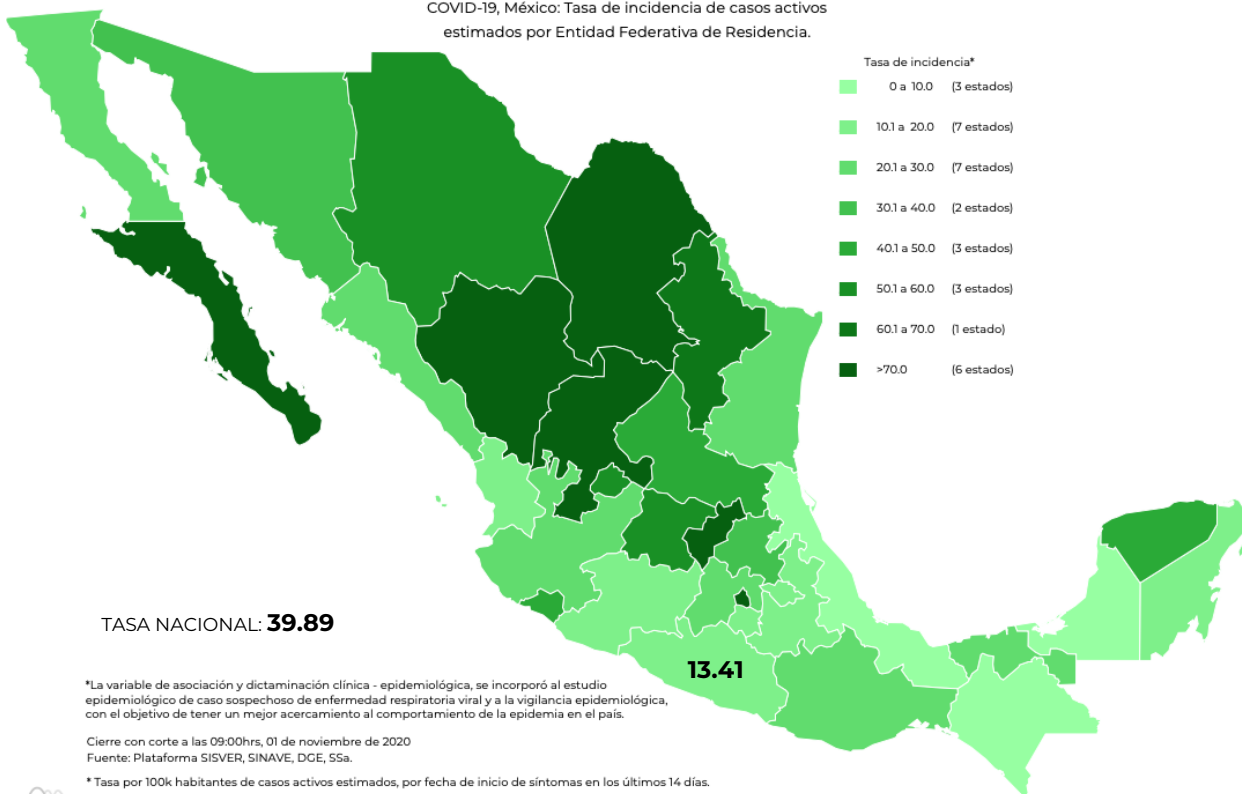 COVID-19, México: Tasa de incidencia de casos activos
estimados por Entidad Federativa de Residencia.
Tasa de incidencia*
0 a 10.0 (3 estados)
10.1 a 20.0 (7 estados)
20.1 a 30.0 (7 estados)
30.1 a 40.0 (2 estados)
40.1 a 50.0 (3 estados)
50.1 a 60.0 (3 estados)
60.1 a 70.0 (1 estado)
>70.0 (6 estados)
TASA NACIONAL: 39.89
13.41
*La variable de asociación y dictaminación clínica - epidemiológica, se incorporó al estudio
epidemiológico de caso sospechoso de enfermedad respiratoria viral y a la vigilancia epidemiológica,
con el objetivo de tener un mejor acercamiento al comportamiento de la epidemia en el país.
Cierre con corte a las 09:00hrs, 01 de noviembre de 2020
Fuente: Plataforma SISVER, SINAVE, DGE, SSa.
* Tasa por 100k habitantes de casos activos estimados, por fecha de inicio de síntomas en los últimos 14 días.